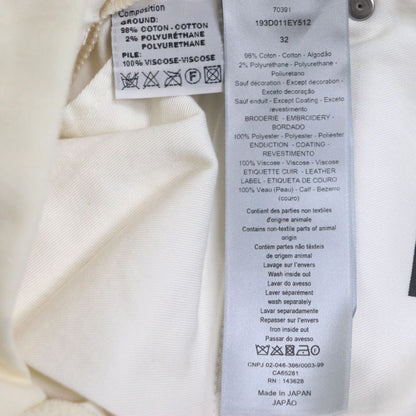 Composition
GROUND:
98% COTON - COTTON
2% POLYURÉTHANE
POLYURETHANE
PILE:
100% VISCOSE-VISCOSE
F
70391
193D011EY512
32
98% Coton - Cotton - Algodão
2% Polyuréthane - Polyurethane -
Poliuretano
Sauf décoration - Except decoration -
Exceto decoração
Sauf enduit - Except Coating - Exceto
revestimento
BRODERIE - EMBROIDERY -
BORDADO
100% Polyester - Polyester - Poliester
ENDUCTION - COATING -
REVESTIMENTO
100% Viscose - Viscose - Viscose
ETIQUETTE CUIR - LEATHER
LABEL - ETIQUETA DE COURO
100% Veau (Peau) - Calf - Bezerro
(couro)
Contient des parties non textiles
d'origine animale
Contains non-textile parts of animal
origin
Contém partes não têxteis
de origem animal
Lavage sur l'envers
Wash inside out
Lavar do avesso
Laver séparément
wash separately
Lavar separadamente
Repasser sur l'envers
Iron inside out
Passar do avesso
CNPJ 02-046-386/0003-99
CA65281
RN : 143628
Made in JAPAN
JAPÃO